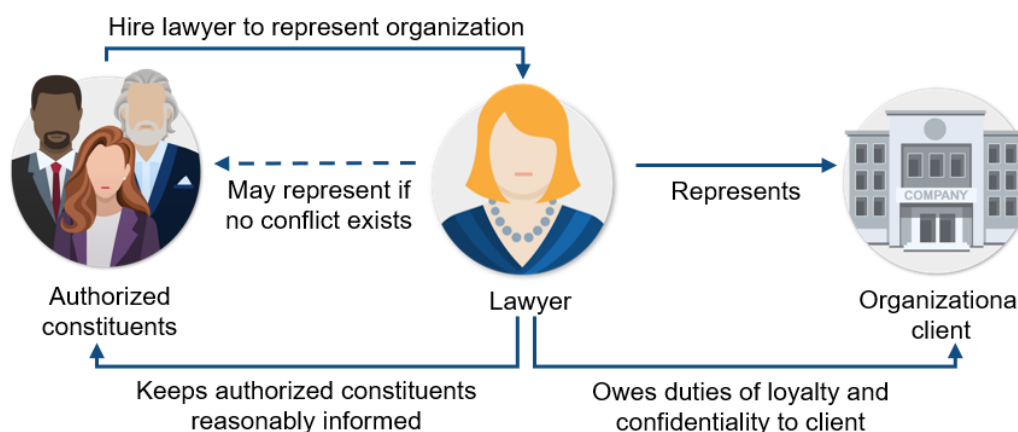 Hire lawyer to represent organization
May represent if
no conflict exists
Represents
COMPANY
Authorized
constituents
Lawyer
Organizationa
client
Keeps authorized constituents
reasonably informed
Owes duties of loyalty and
confidentiality to client